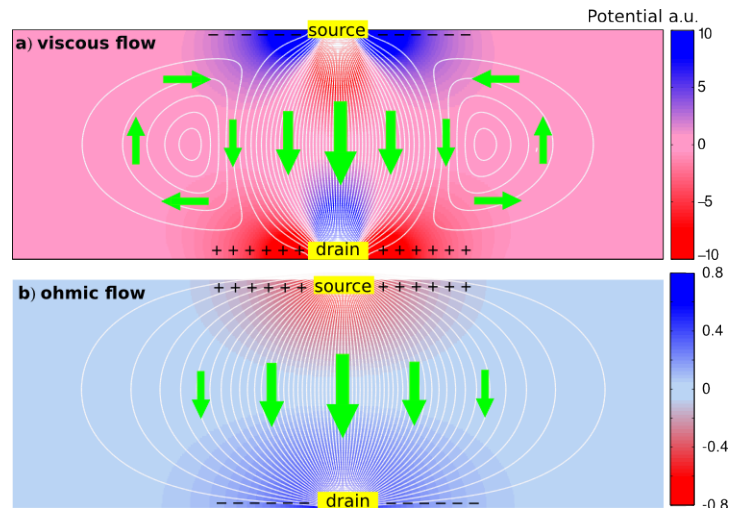 Potential a.u.
a) viscous flow
− − − − − − source − − − − − −
10
5
0
−5
−10
+ + + + + + drain + + + + + +
b) ohmic flow
+ + + + + + source + + + + + +
0.8
0.4
0
-0.4
-0.8
− − − − − − drain − − − − − −